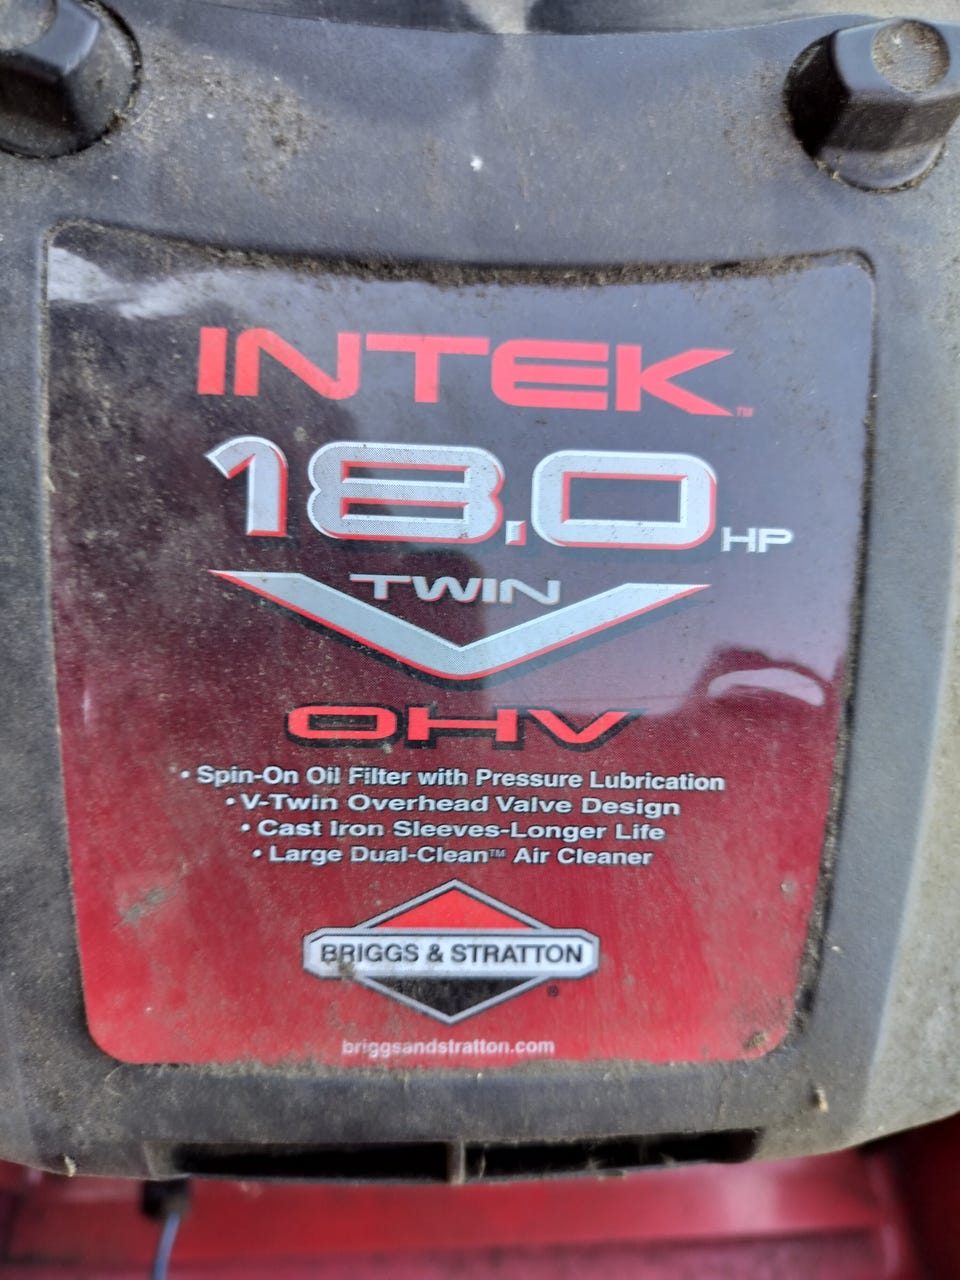 INTEK™
18.0 HP
TWIN
OHV
• Spin-On Oil Filter with Pressure Lubrication
• V-Twin Overhead Valve Design
• Cast Iron Sleeves-Longer Life
• Large Dual-Clean™ Air Cleaner
BRIGGS & STRATTON
®
briggsandstratton.com